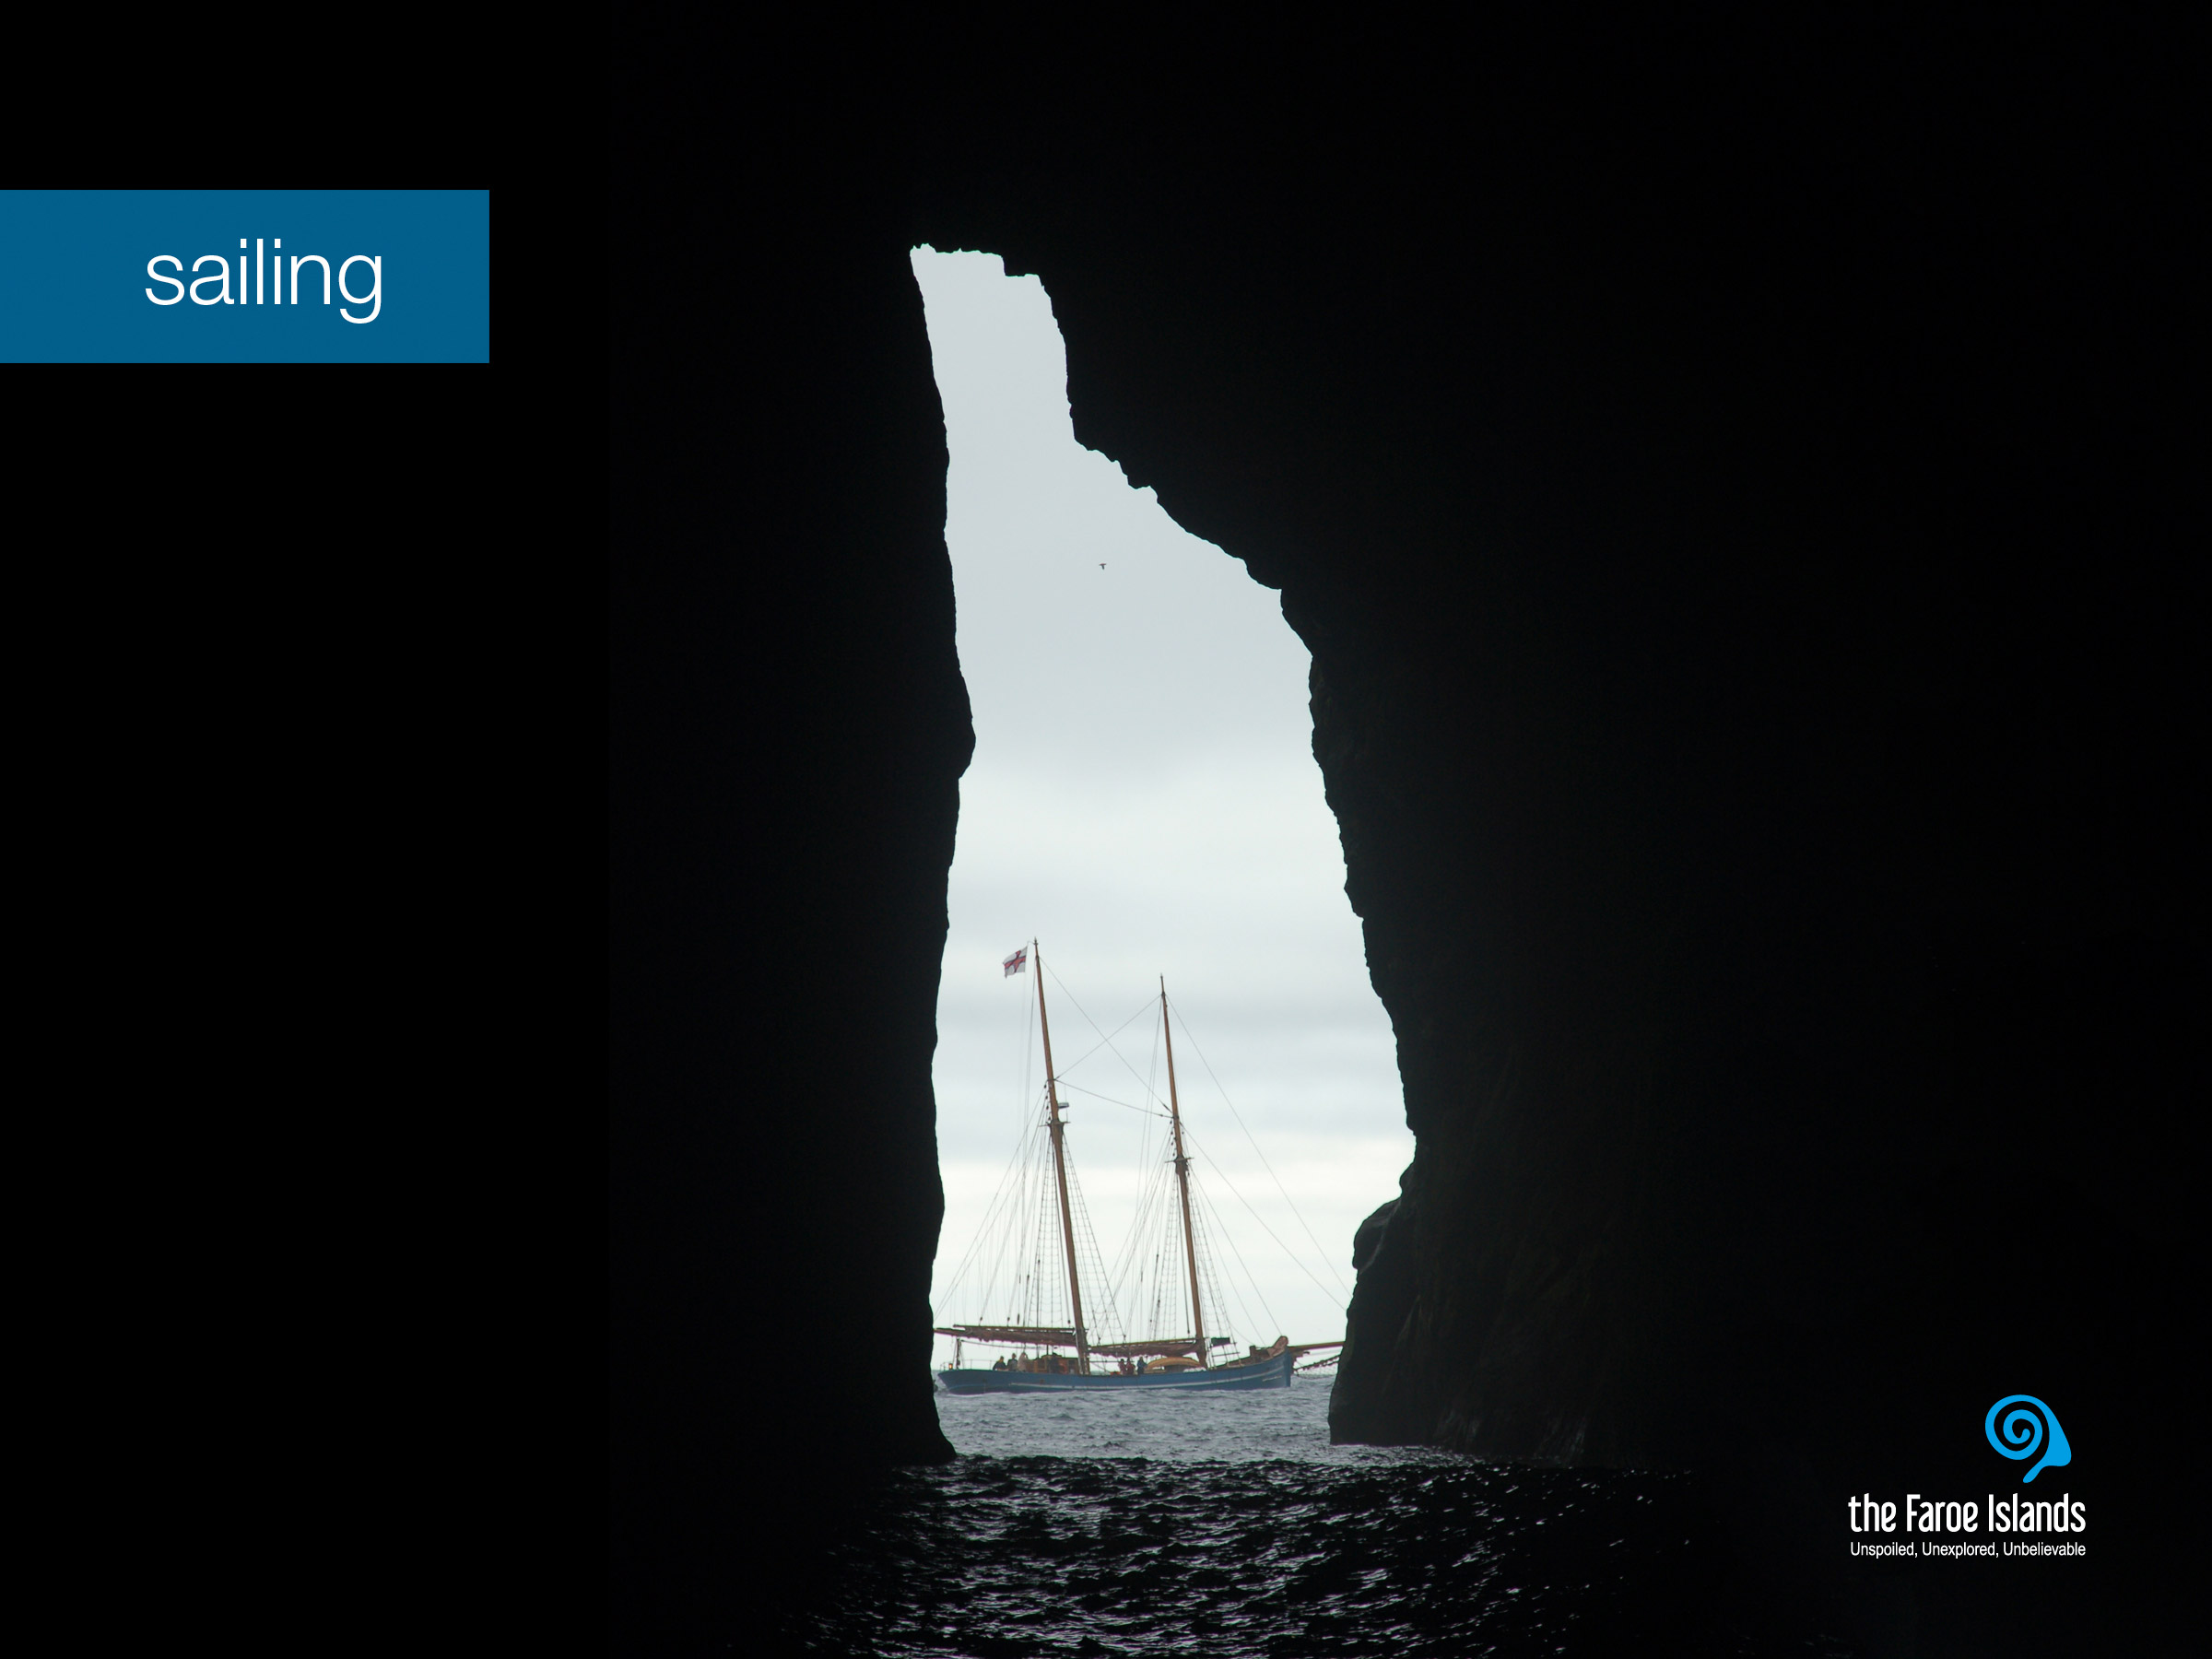 sailing
the Faroe Islands
Unspoiled, Unexplored, Unbelievable